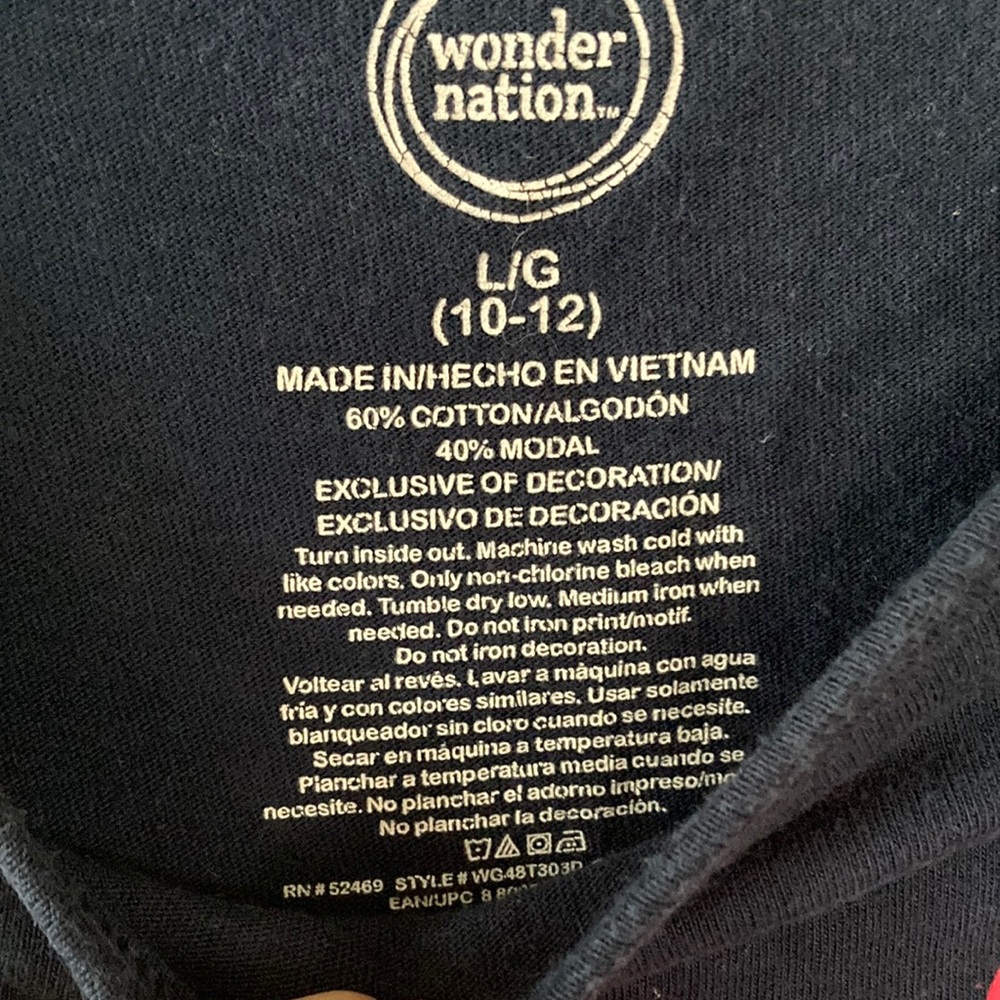 wonder
nation™
L/G
(10-12)
MADE IN/HECHO EN VIETNAM
60% COTTON/ALGODÓN
40% MODAL
EXCLUSIVE OF DECORATION/
EXCLUSIVO DE DECORACIÓN
Turn inside out. Machine wash cold with
like colors. Only non-chlorine bleach when
needed. Tumble dry low. Medium iron when
needed. Do not iron print/motif.
Do not iron decoration.
Voltear al revés. Lavar a máquina con agua
fría y con colores similares. Usar solamente
blanqueador sin cloro cuando se necesite.
Secar en máquina a temperatura baja.
Planchar a temperatura media cuando se
necesite. No planchar el adorno impreso/mo
No planchar la decoración.
RN # 52469 STYLE # WG48T303D
EAN/UPC 8